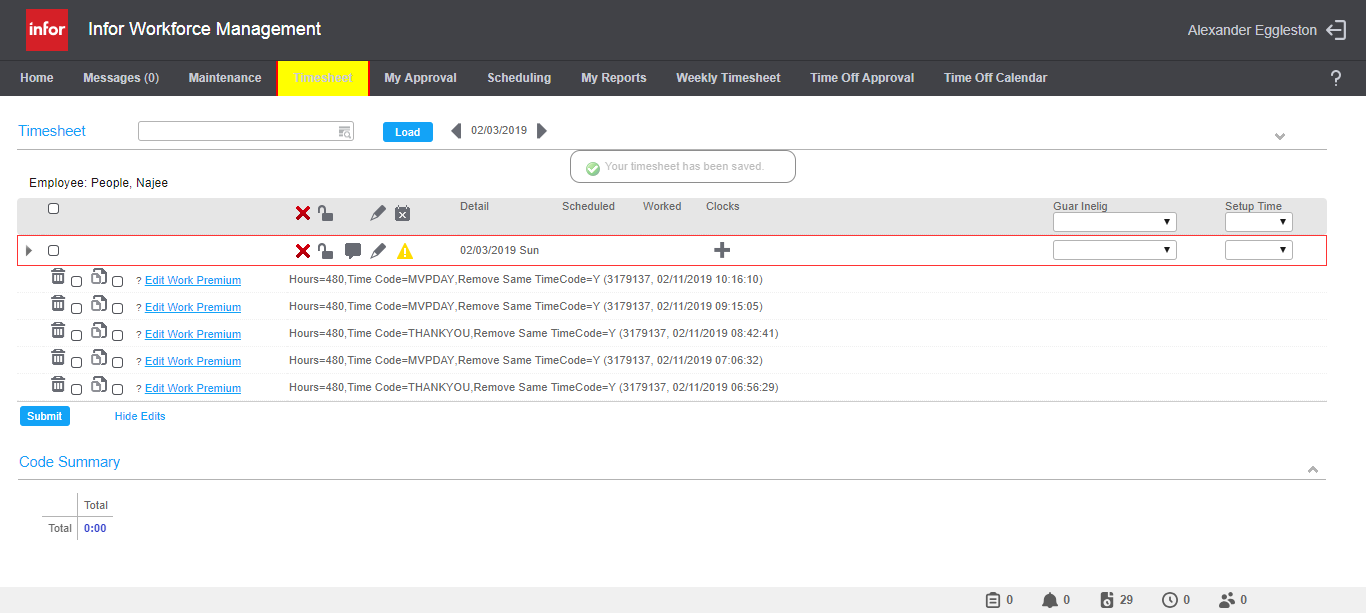 infor
Infor Workforce Management
Alexander Eggleston
Home Messages (0) Maintenance Timesheet My Approval Scheduling My Reports Weekly Timesheet Time Off Approval Time Off Calendar ?
Timesheet Load 02/03/2019
Your timesheet has been saved.
Employee: People, Najee
Detail Scheduled Worked Clocks Guar Inelig Setup Time
02/03/2019 Sun
? Edit Work Premium Hours=480,Time Code=MVPDAY,Remove Same TimeCode=Y (3179137, 02/11/2019 10:16:10)
? Edit Work Premium Hours=480,Time Code=MVPDAY,Remove Same TimeCode=Y (3179137, 02/11/2019 09:15:05)
? Edit Work Premium Hours=480,Time Code=THANKYOU,Remove Same TimeCode=Y (3179137, 02/11/2019 08:42:41)
? Edit Work Premium Hours=480,Time Code=MVPDAY,Remove Same TimeCode=Y (3179137, 02/11/2019 07:06:32)
? Edit Work Premium Hours=480,Time Code=THANKYOU,Remove Same TimeCode=Y (3179137, 02/11/2019 06:56:29)
Submit Hide Edits
Code Summary
Total
Total 0:00
0 0 29 0 0